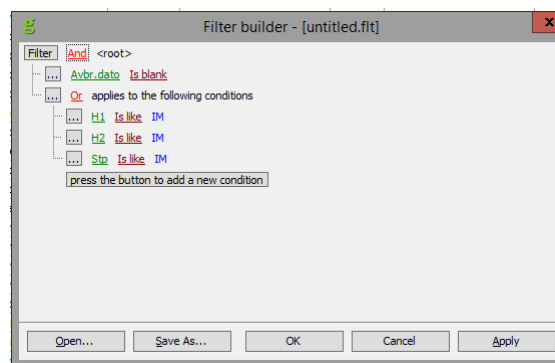 g Filter builder - [untitled.flt] x
Filter And <root>
... Avbr.dato Is blank
... Or applies to the following conditions
... H1 Is like IM
... H2 Is like IM
... Stp Is like IM
press the button to add a new condition
Open... Save As... OK Cancel Apply